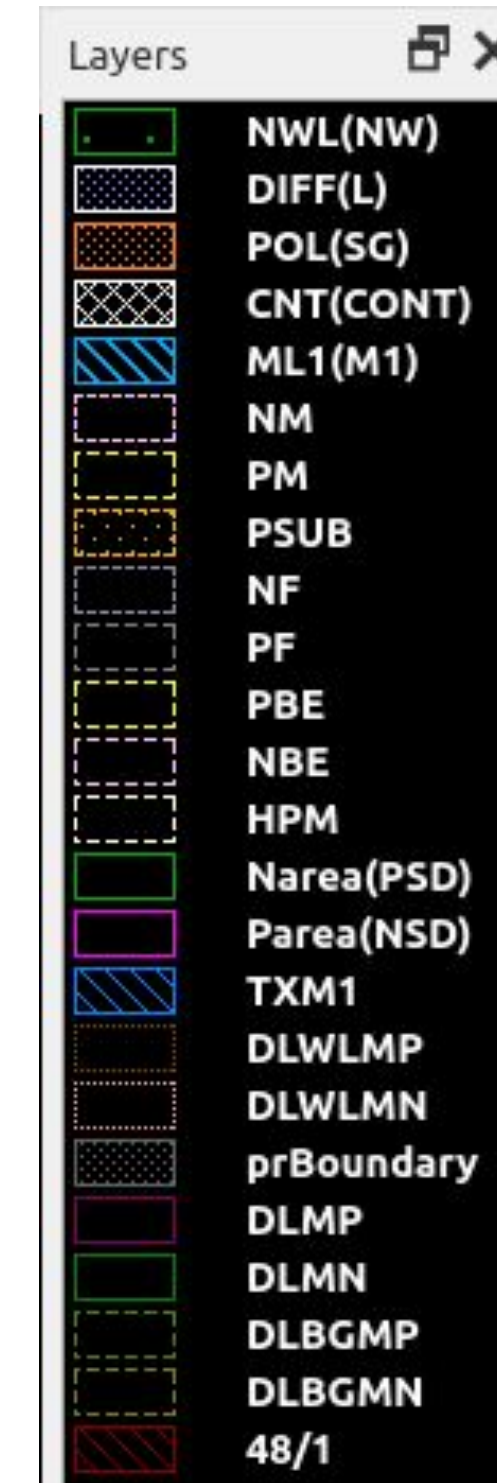 Layers
NWL(NW)
DIFF(L)
POL(SG)
CNT(CONT)
ML1(M1)
NM
PM
PSUB
NF
PF
PBE
NBE
HPM
Narea(PSD)
Parea(NSD)
TXM1
DLWLMP
DLWLMN
prBoundary
DLMP
DLMN
DLBGMP
DLBGMN
48/1